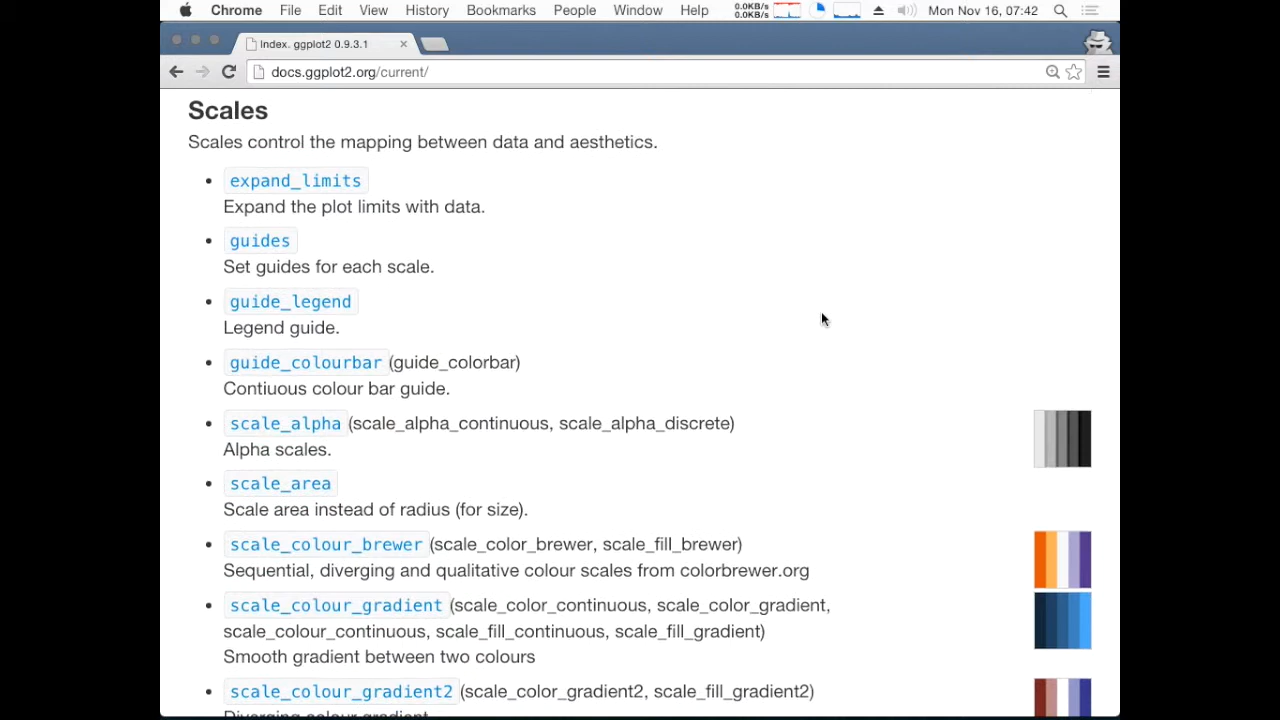 Chrome File Edit View History Bookmarks People Window Help 0.0KB/s 0.0KB/s Mon Nov 16, 07:42
Index. ggplot2 0.9.3.1
docs.ggplot2.org/current/
Scales
Scales control the mapping between data and aesthetics.
expand_limits
Expand the plot limits with data.
guides
Set guides for each scale.
guide_legend
Legend guide.
guide_colourbar (guide_colorbar)
Contiuous colour bar guide.
scale_alpha (scale_alpha_continuous, scale_alpha_discrete)
Alpha scales.
scale_area
Scale area instead of radius (for size).
scale_colour_brewer (scale_color_brewer, scale_fill_brewer)
Sequential, diverging and qualitative colour scales from colorbrewer.org
scale_colour_gradient (scale_color_continuous, scale_color_gradient,
scale_colour_continuous, scale_fill_continuous, scale_fill_gradient)
Smooth gradient between two colours
scale_colour_gradient2 (scale_color_gradient2, scale_fill_gradient2)
Diverging colour gradient